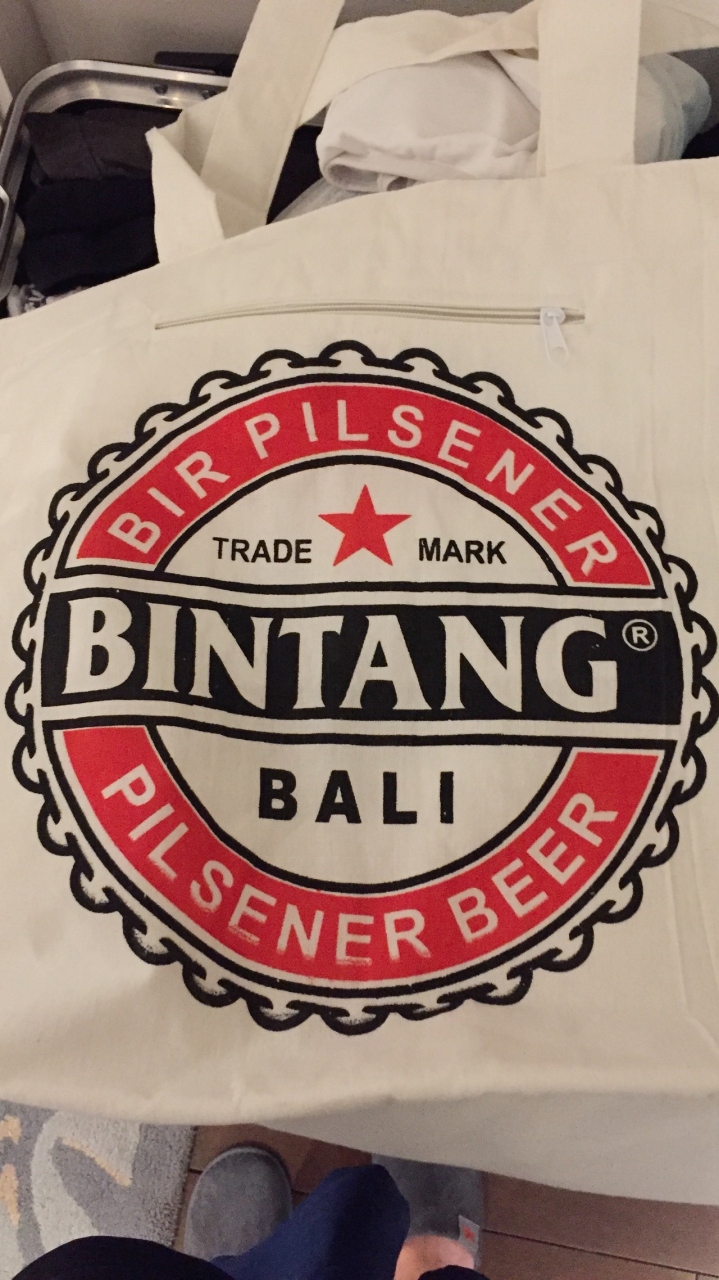 BIR PILSENER
TRADE MARK
BINTANG®
BALI
PILSENER BEER